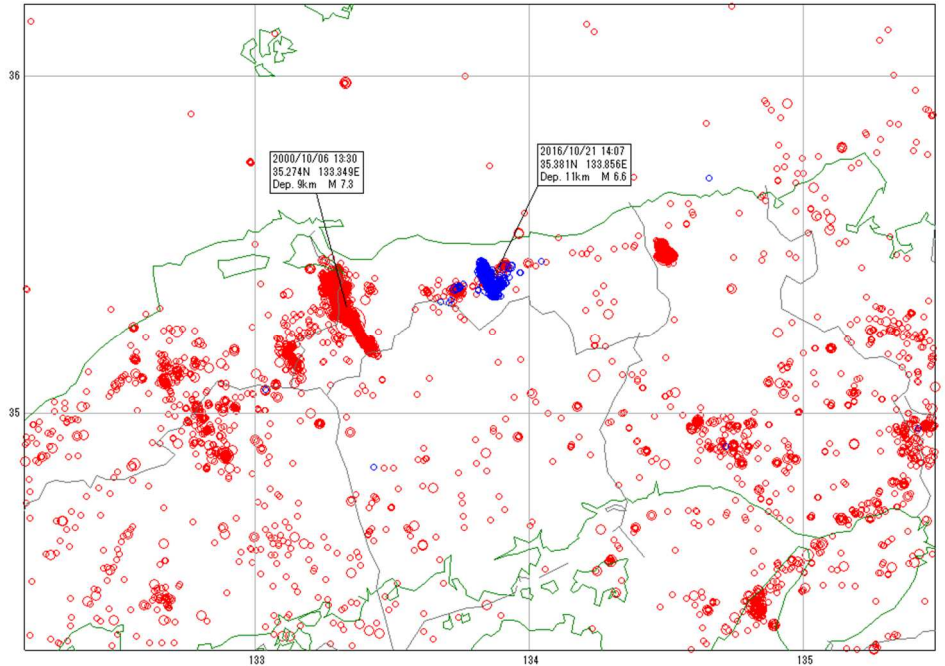 36
2000/10/06 13:30
35.274N 133.349E
Dep. 9km M 7.3
2016/10/21 14:07
35.381N 133.856E
Dep. 11km M 6.6
35
133
134
135